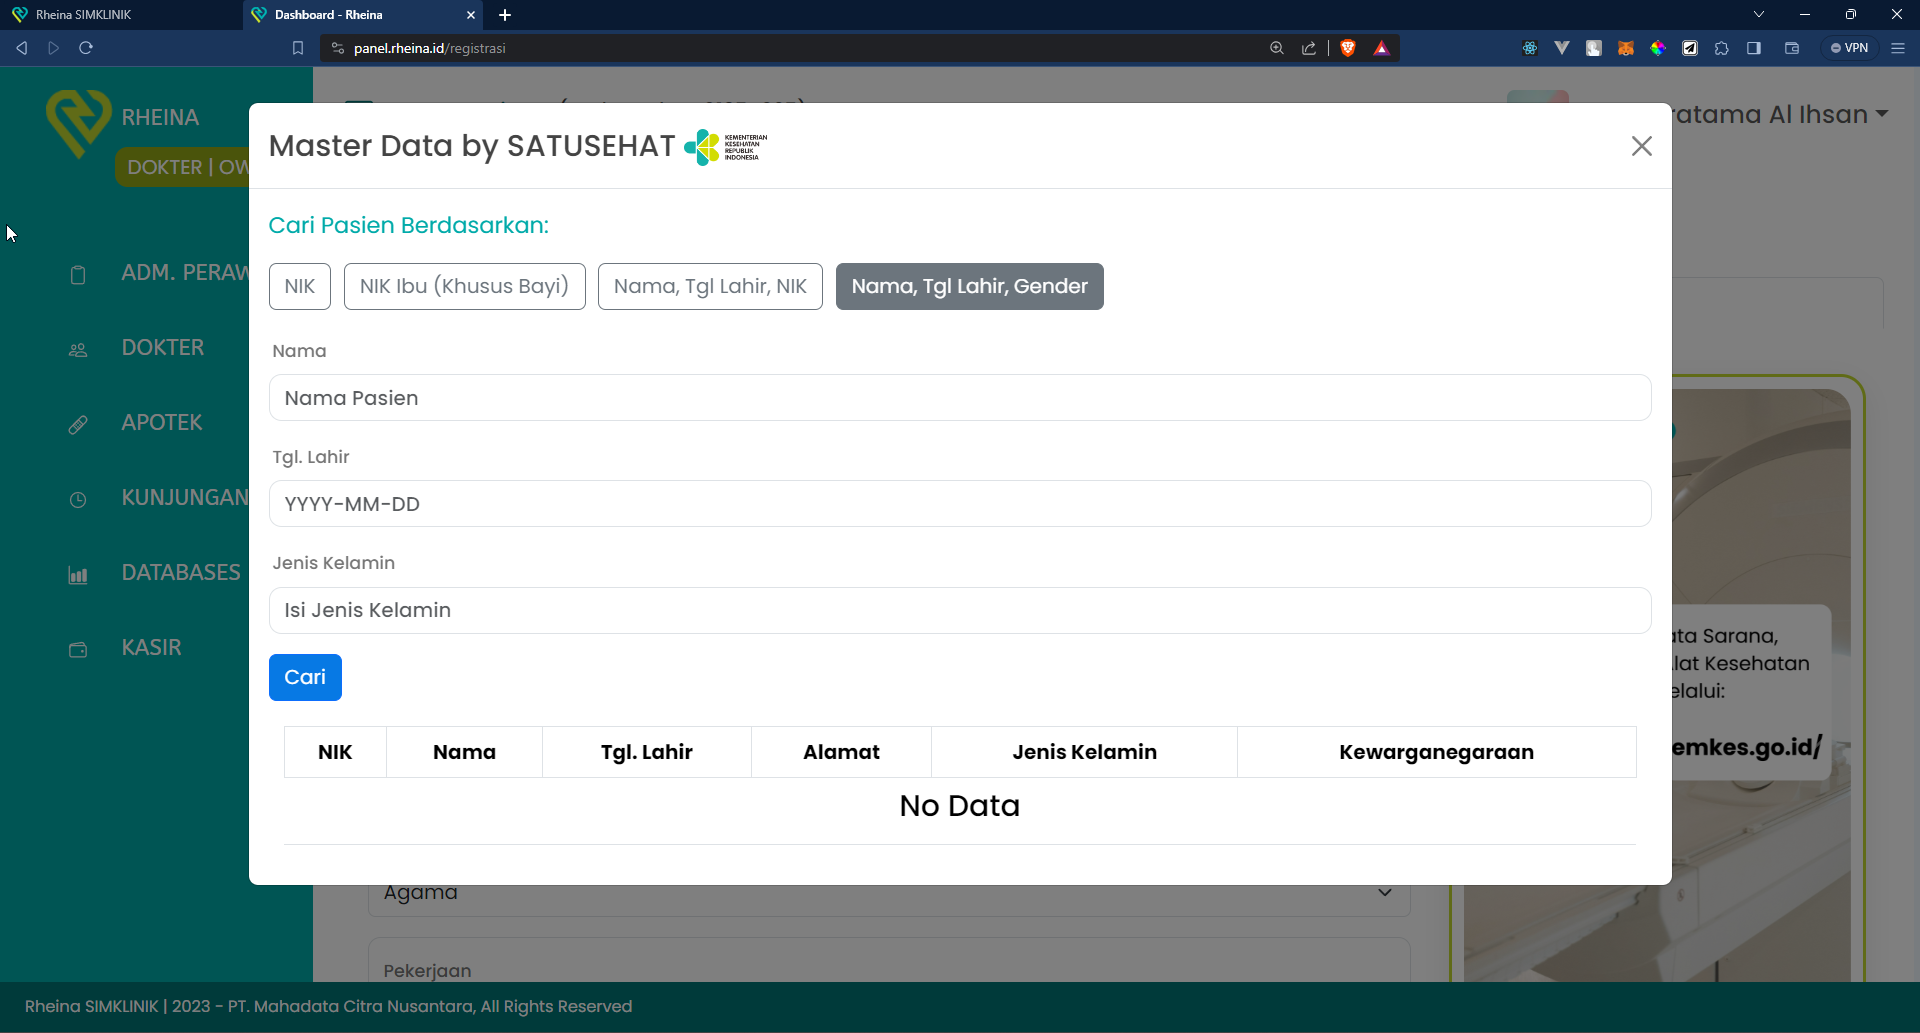 Rheina SIMKLINIK
Dashboard - Rheina
panel.rheina.id/registrasi
VPN
RHEINA
DOKTER | OW
ratama Al Ihsan
Master Data by SATUSEHAT
KEMENTERIAN
KESEHATAN
REPUBLIK
INDONESIA
Cari Pasien Berdasarkan:
NIK
NIK Ibu (Khusus Bayi)
Nama, Tgl Lahir, NIK
Nama, Tgl Lahir, Gender
ADM. PERAW
DOKTER
APOTEK
KUNJUNGAN
DATABASES
KASIR
Nama
Nama Pasien
Tgl. Lahir
YYYY-MM-DD
Jenis Kelamin
Isi Jenis Kelamin
Cari
NIK Nama Tgl. Lahir Alamat Jenis Kelamin Kewarganegaraan
No Data
ata Sarana,
lat Kesehatan
elalui:
emkes.go.id/
Agama
Pekerjaan
Rheina SIMKLINIK | 2023 - PT. Mahadata Citra Nusantara, All Rights Reserved